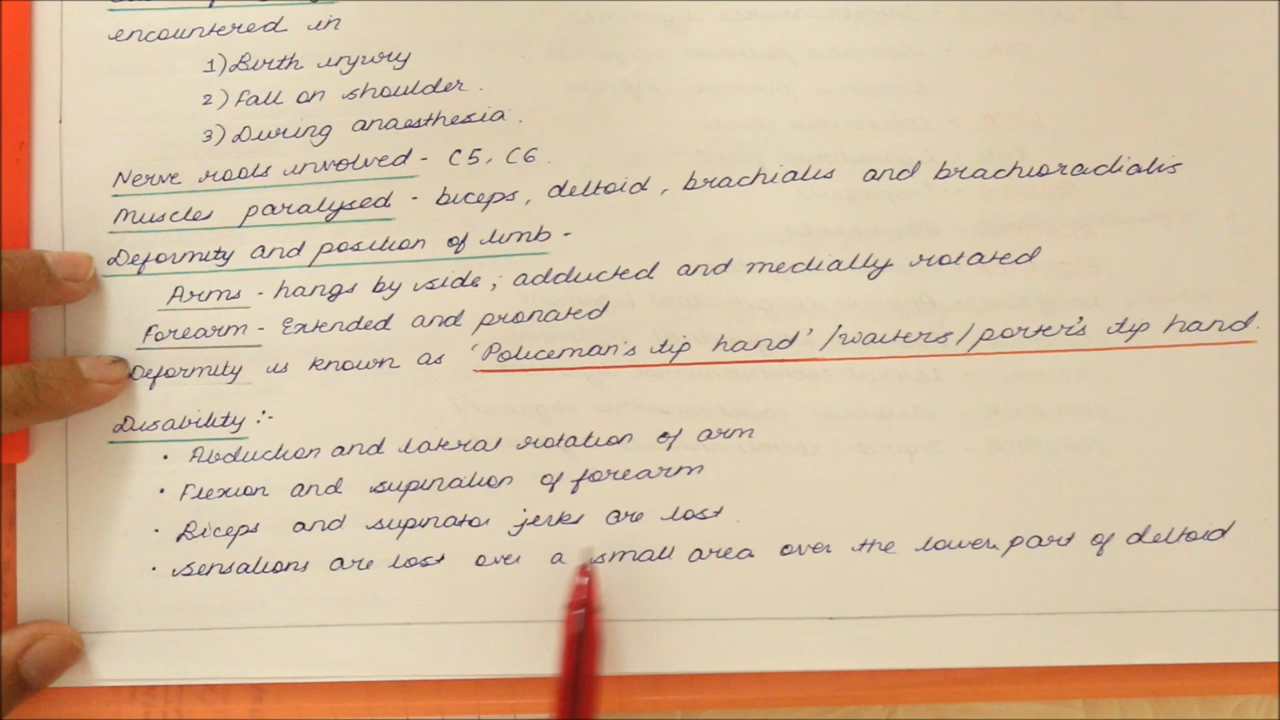 encountered in
1) Birth injury
2) Fall on shoulder.
3) During anaesthesia.
Nerve roots involved - C5, C6.
Muscles paralysed - biceps, deltoid, brachialis and brachioradialis
Deformity and position of limb -
Arms - hangs by side; adducted and medially rotated
Forearm - Extended and pronated
Deformity is known as 'Policeman's tip hand' /waiters/porter's tip hand.
Disability :-
• Abduction and lateral rotation of arm
• Flexion and supination of forearm
• Biceps and supinator jerks are lost.
• Sensations are lost over a small area over the lower part of deltoid